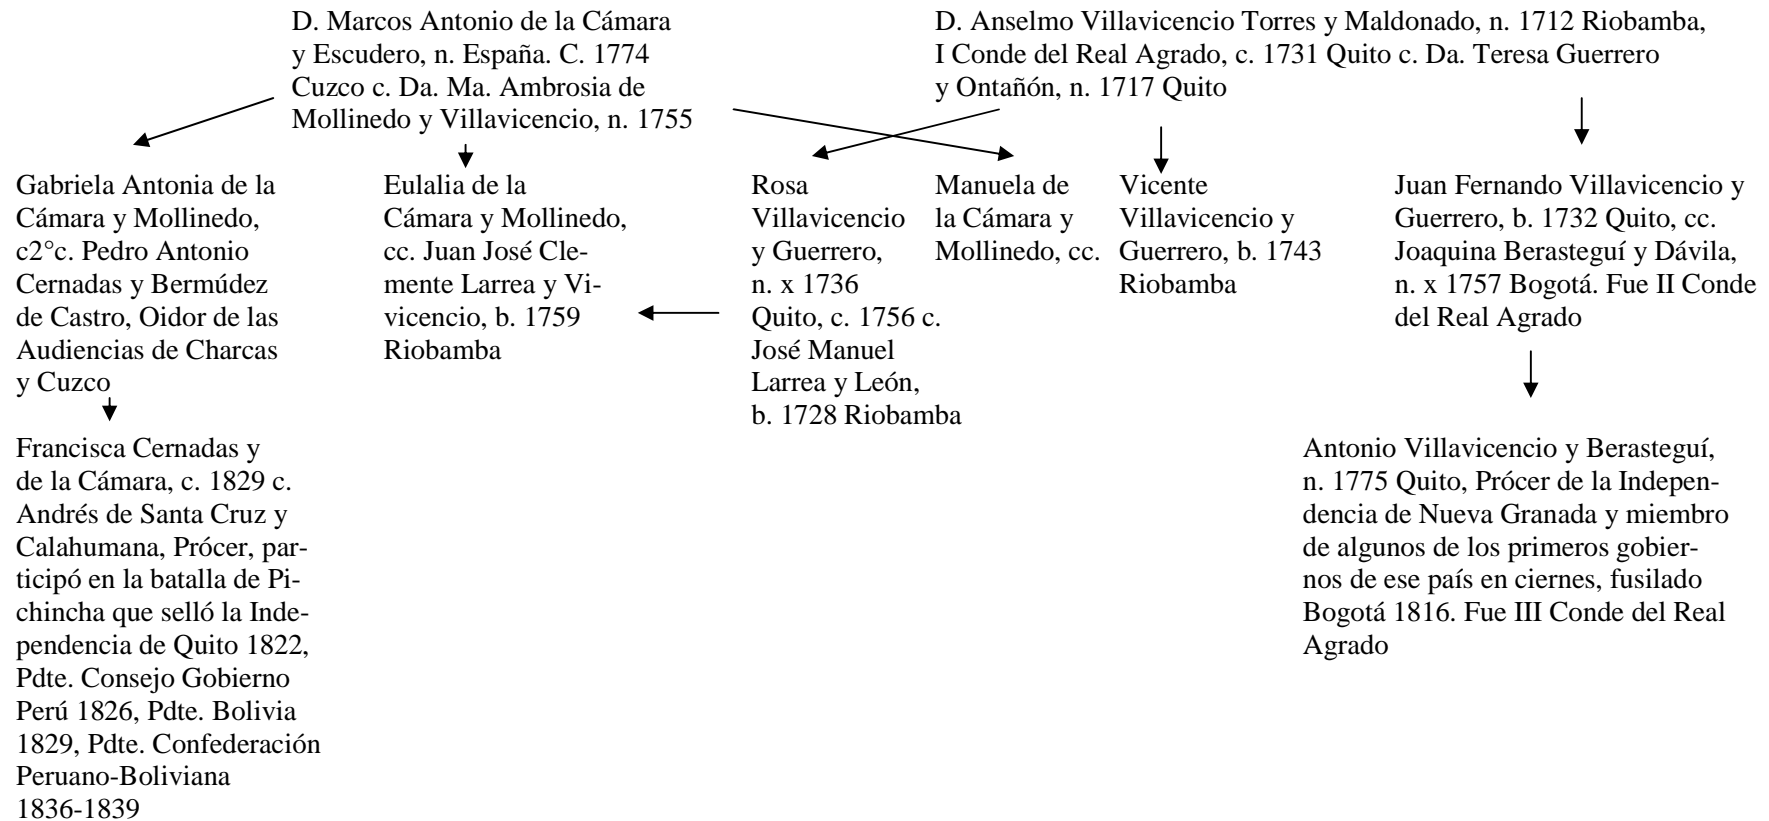 D. Marcos Antonio de la Cámara
y Escudero, n. España. C. 1774
Cuzco c. Da. Ma. Ambrosia de
Mollinedo y Villavicencio, n. 1755
D. Anselmo Villavicencio Torres y Maldonado, n. 1712 Riobamba,
I Conde del Real Agrado, c. 1731 Quito c. Da. Teresa Guerrero
y Ontañón, n. 1717 Quito
Gabriela Antonia de la
Cámara y Mollinedo,
c2°c. Pedro Antonio
Cernadas y Bermúdez
de Castro, Oidor de las
Audiencias de Charcas
y Cuzco
Eulalia de la
Cámara y Mollinedo,
cc. Juan José Cle-
mente Larrea y Vi-
vicencio, b. 1759
Riobamba
Rosa
Villavicencio
y Guerrero,
n. x 1736
Quito, c. 1756 c.
José Manuel
Larrea y León,
b. 1728 Riobamba
Manuela de
la Cámara y
Mollinedo, cc.
Vicente
Villavicencio y
Guerrero, b. 1743
Riobamba
Juan Fernando Villavicencio y
Guerrero, b. 1732 Quito, cc.
Joaquina Berasteguí y Dávila,
n. x 1757 Bogotá. Fue II Conde
del Real Agrado
Francisca Cernadas y
de la Cámara, c. 1829 c.
Andrés de Santa Cruz y
Calahumana, Prócer, par-
ticipó en la batalla de Pi-
chincha que selló la Inde-
pendencia de Quito 1822,
Pdte. Consejo Gobierno
Perú 1826, Pdte. Bolivia
1829, Pdte. Confederación
Peruano-Boliviana
1836-1839
Antonio Villavicencio y Berasteguí,
n. 1775 Quito, Prócer de la Indepen-
dencia de Nueva Granada y miembro
de algunos de los primeros gobier-
nos de ese país en ciernes, fusilado
Bogotá 1816. Fue III Conde del Real
Agrado